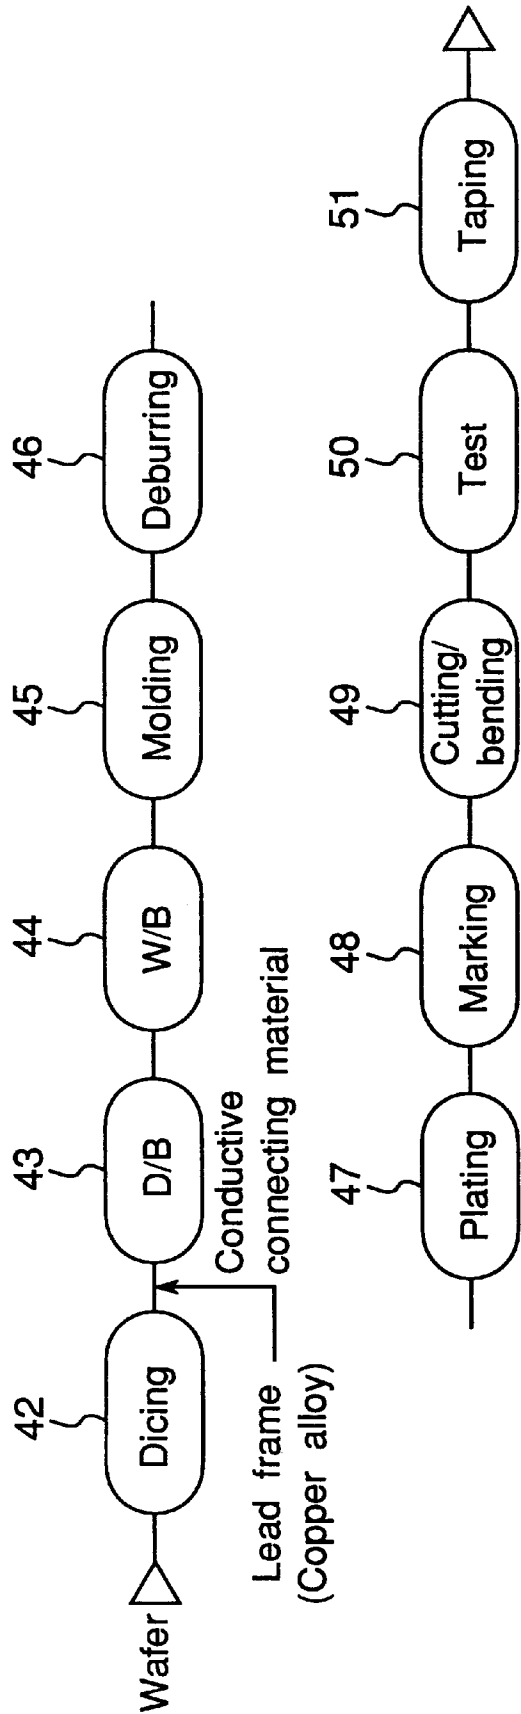 42
43
44
45
46
Wafer
Dicing
D/B
W/B
Molding
Deburring
Lead frame
(Copper alloy)
Conductive
connecting material
47
48
49
50
51
Plating
Marking
Cutting/
bending
Test
Taping